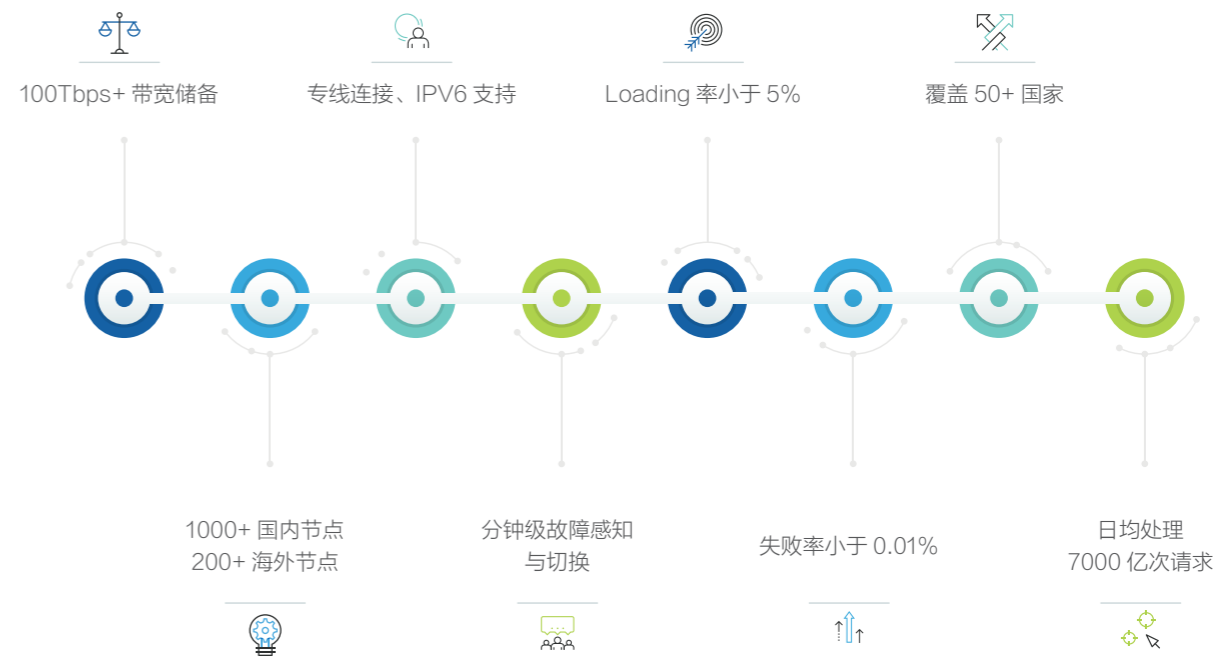 100Tbps+ 带宽储备
专线连接、IPV6 支持
Loading 率小于 5%
覆盖 50+ 国家
1000+ 国内节点
200+ 海外节点
分钟级故障感知
与切换
失败率小于 0.01%
日均处理
7000 亿次请求